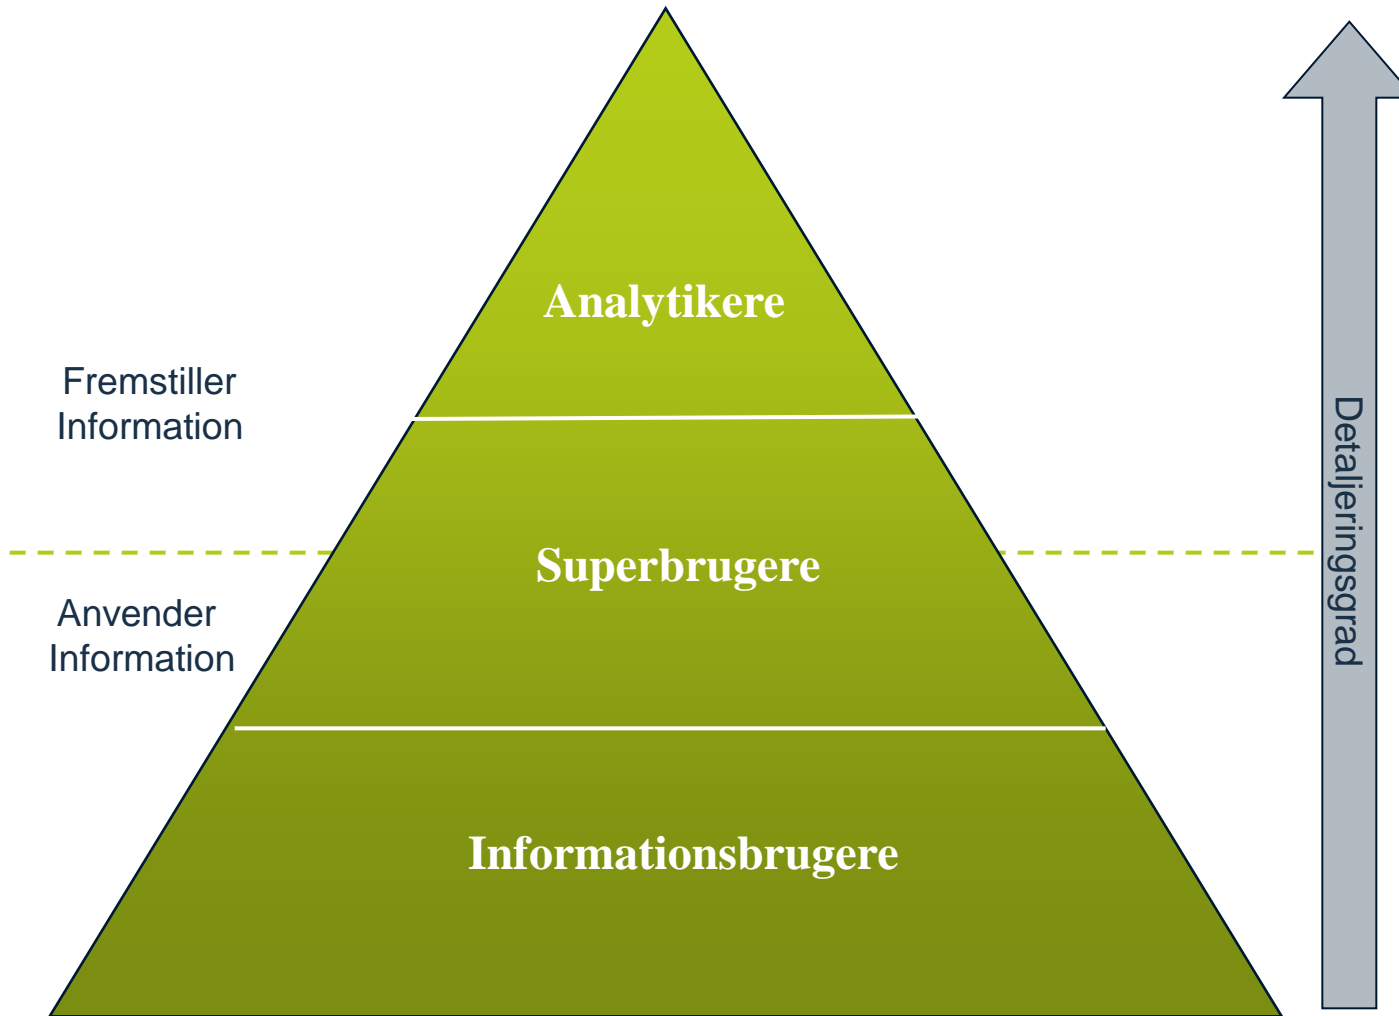 Analytikere
Fremstiller
Information
Superbrugere
Anvender
Information
Informationsbrugere
Detaljeringsgrad